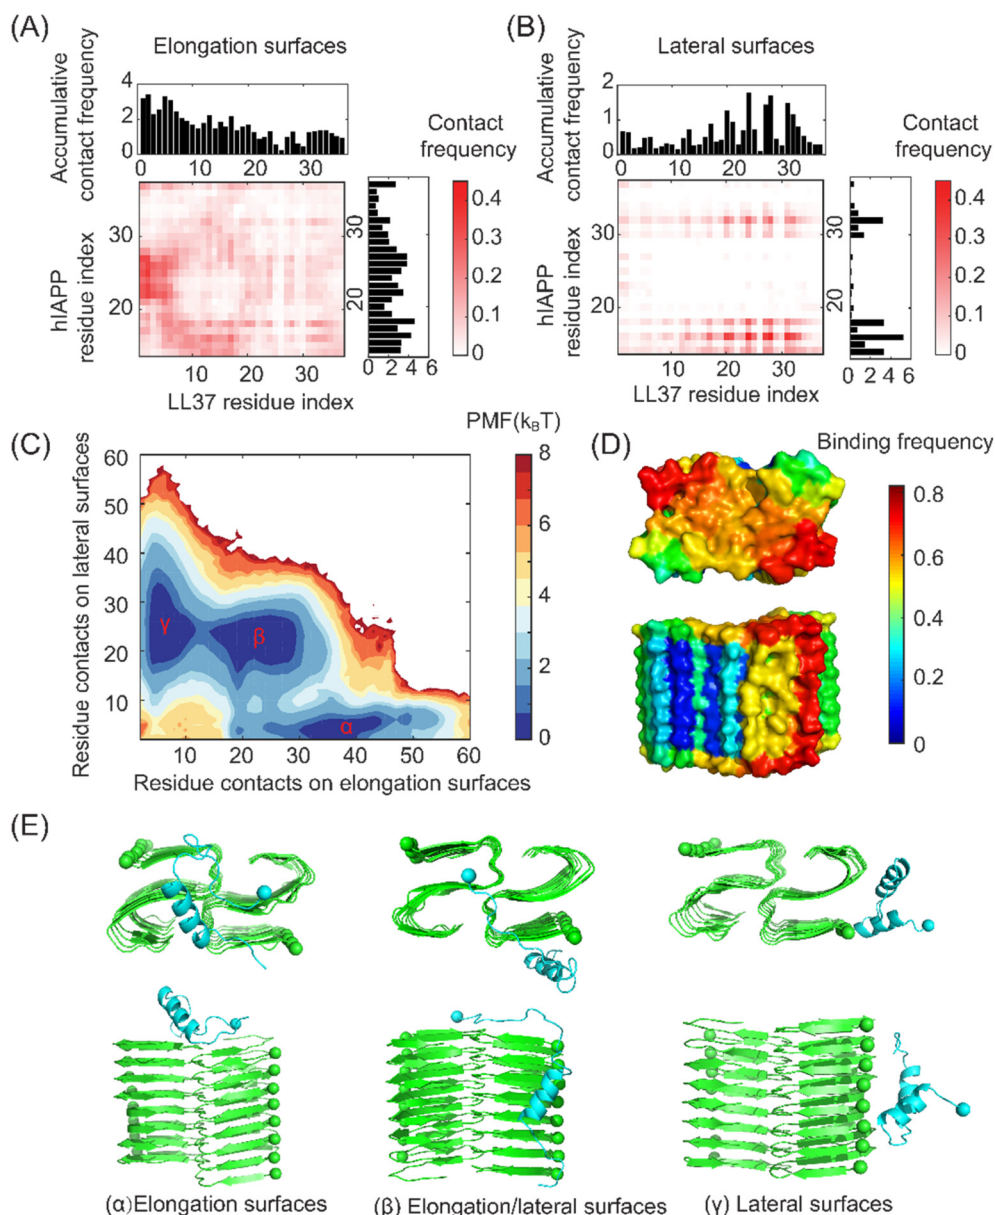 (A)
Elongation surfaces
Accumulative
contact frequency
4
2
0
10
20
30
Contact
frequency
hIAPP
residue index
30
20
10
20
30
LL37 residue index
30
20
0
2
4
6
0.4
0.3
0.2
0.1
0
(B)
Lateral surfaces
Accumulative
contact frequency
2
1
0
10
20
30
Contact
frequency
hIAPP
residue index
30
20
10
20
30
LL37 residue index
30
20
0
2
4
6
0.4
0.3
0.2
0.1
0
(C)
PMF(kBT)
Residue contacts on lateral surfaces
60
50
40
30
20
10
10
20
30
40
50
60
Residue contacts on elongation surfaces
γ
β
α
8
6
4
2
0
(D)
Binding frequency
0.8
0.6
0.4
0.2
0
(E)
(α)Elongation surfaces
(β) Elongation/lateral surfaces
(γ) Lateral surfaces